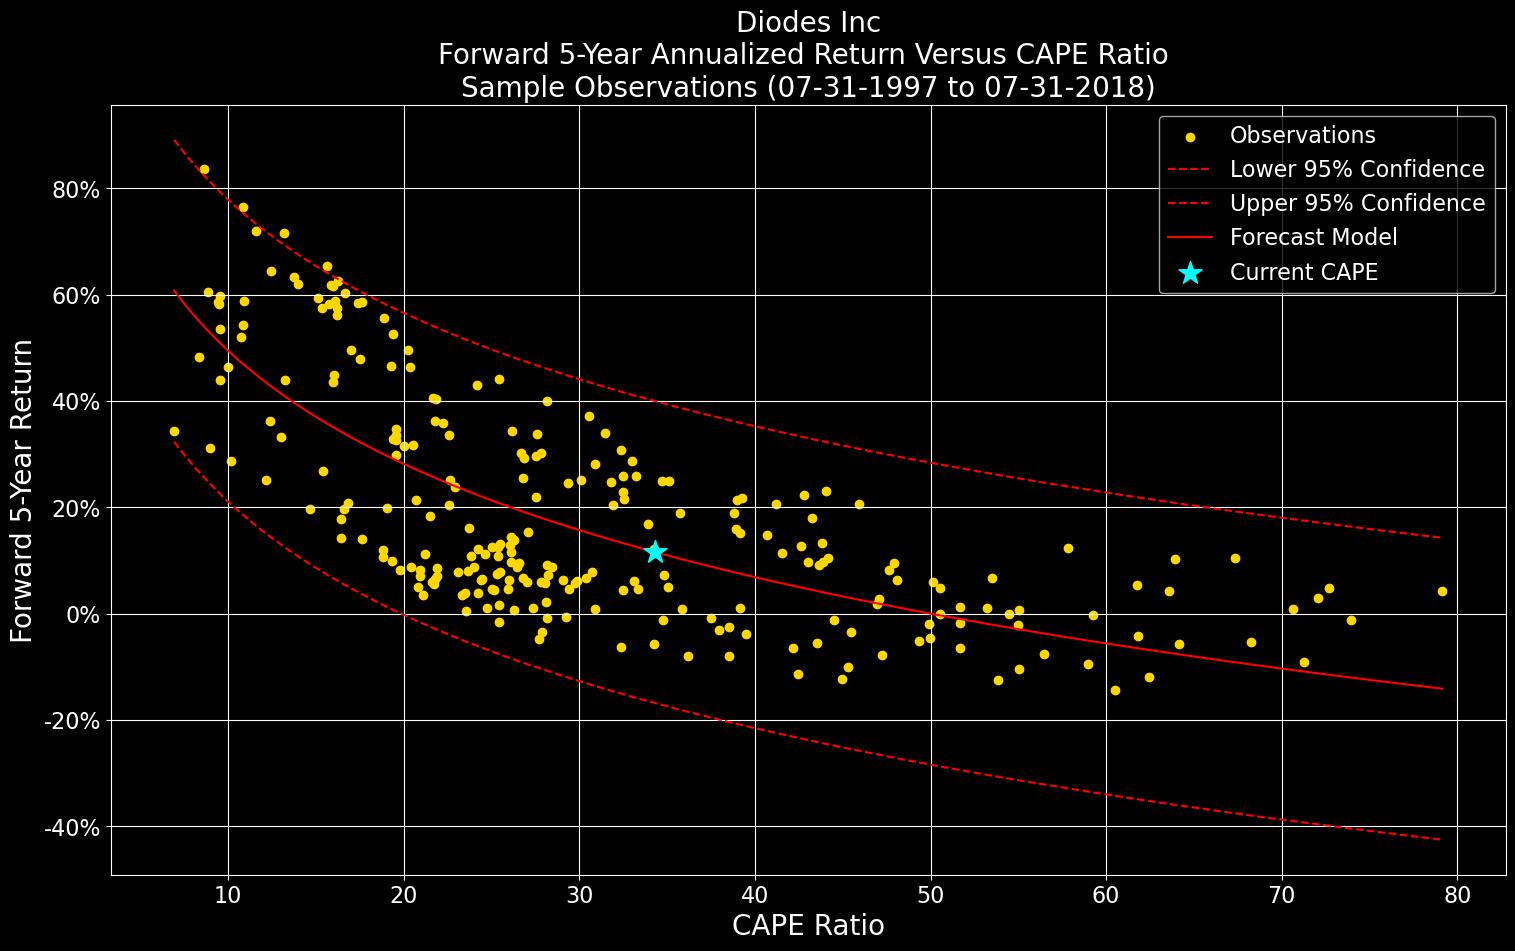 Diodes Inc
Forward 5-Year Annualized Return Versus CAPE Ratio
Sample Observations (07-31-1997 to 07-31-2018)
Observations
Lower 95% Confidence
Upper 95% Confidence
Forecast Model
Current CAPE
Forward 5-Year Return
80%
60%
40%
20%
0%
-20%
-40%
10 20 30 40 50 60 70 80
CAPE Ratio